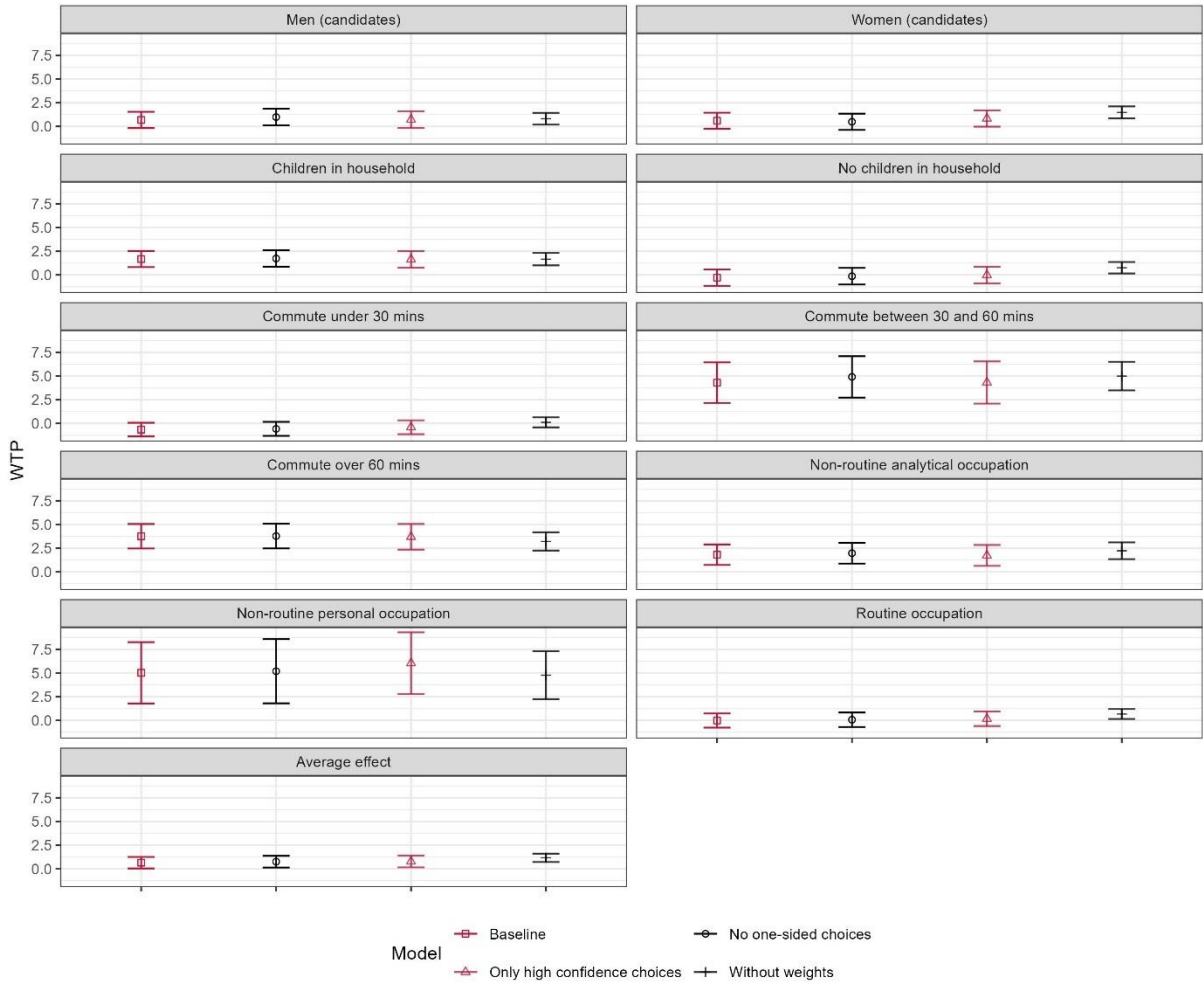 Men (candidates)
Women (candidates)
7.5
5.0
2.5
0.0
Children in household
No children in household
7.5
5.0
2.5
0.0
Commute under 30 mins
Commute between 30 and 60 mins
7.5
5.0
2.5
0.0
WTP
Commute over 60 mins
Non-routine analytical occupation
7.5
5.0
2.5
0.0
Non-routine personal occupation
Routine occupation
7.5
5.0
2.5
0.0
Average effect
7.5
5.0
2.5
0.0
Model
Baseline
No one-sided choices
Only high confidence choices
Without weights